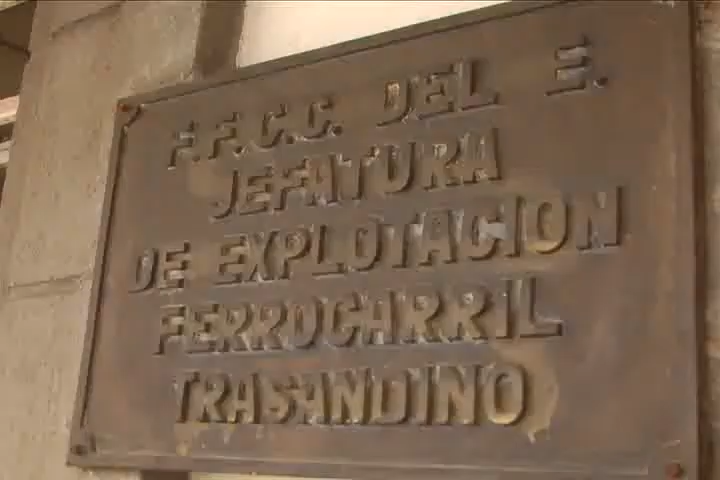 F.F.C.C. DEL E.
JEFATURA
DE EXPLOTACION
FERROCARRIL
TRASANDINO